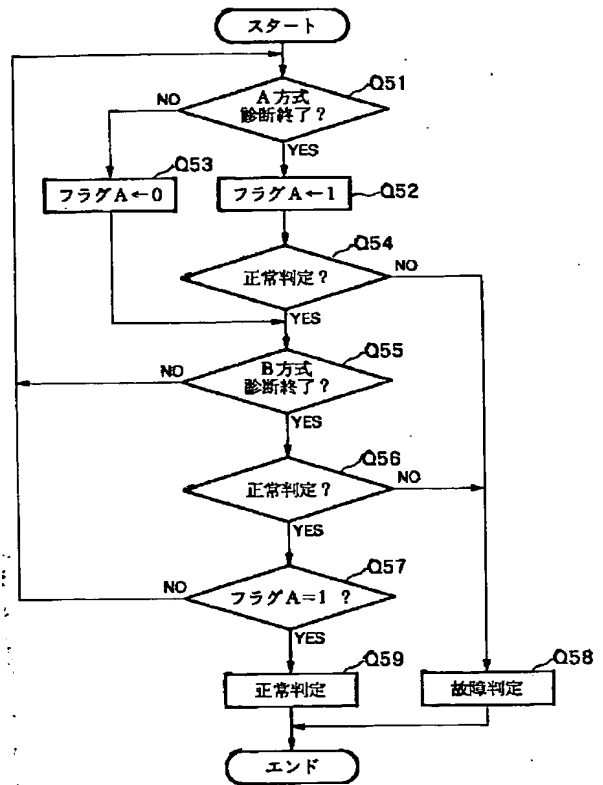 スタート
Q51
A方式
診断終了？
NO
YES
Q53
フラグA←0
フラグA←1
Q52
Q54
正常判定？
NO
YES
Q55
B方式
診断終了？
NO
YES
Q56
正常判定？
NO
YES
Q57
フラグA=1 ？
NO
YES
Q59
正常判定
Q58
故障判定
エンド